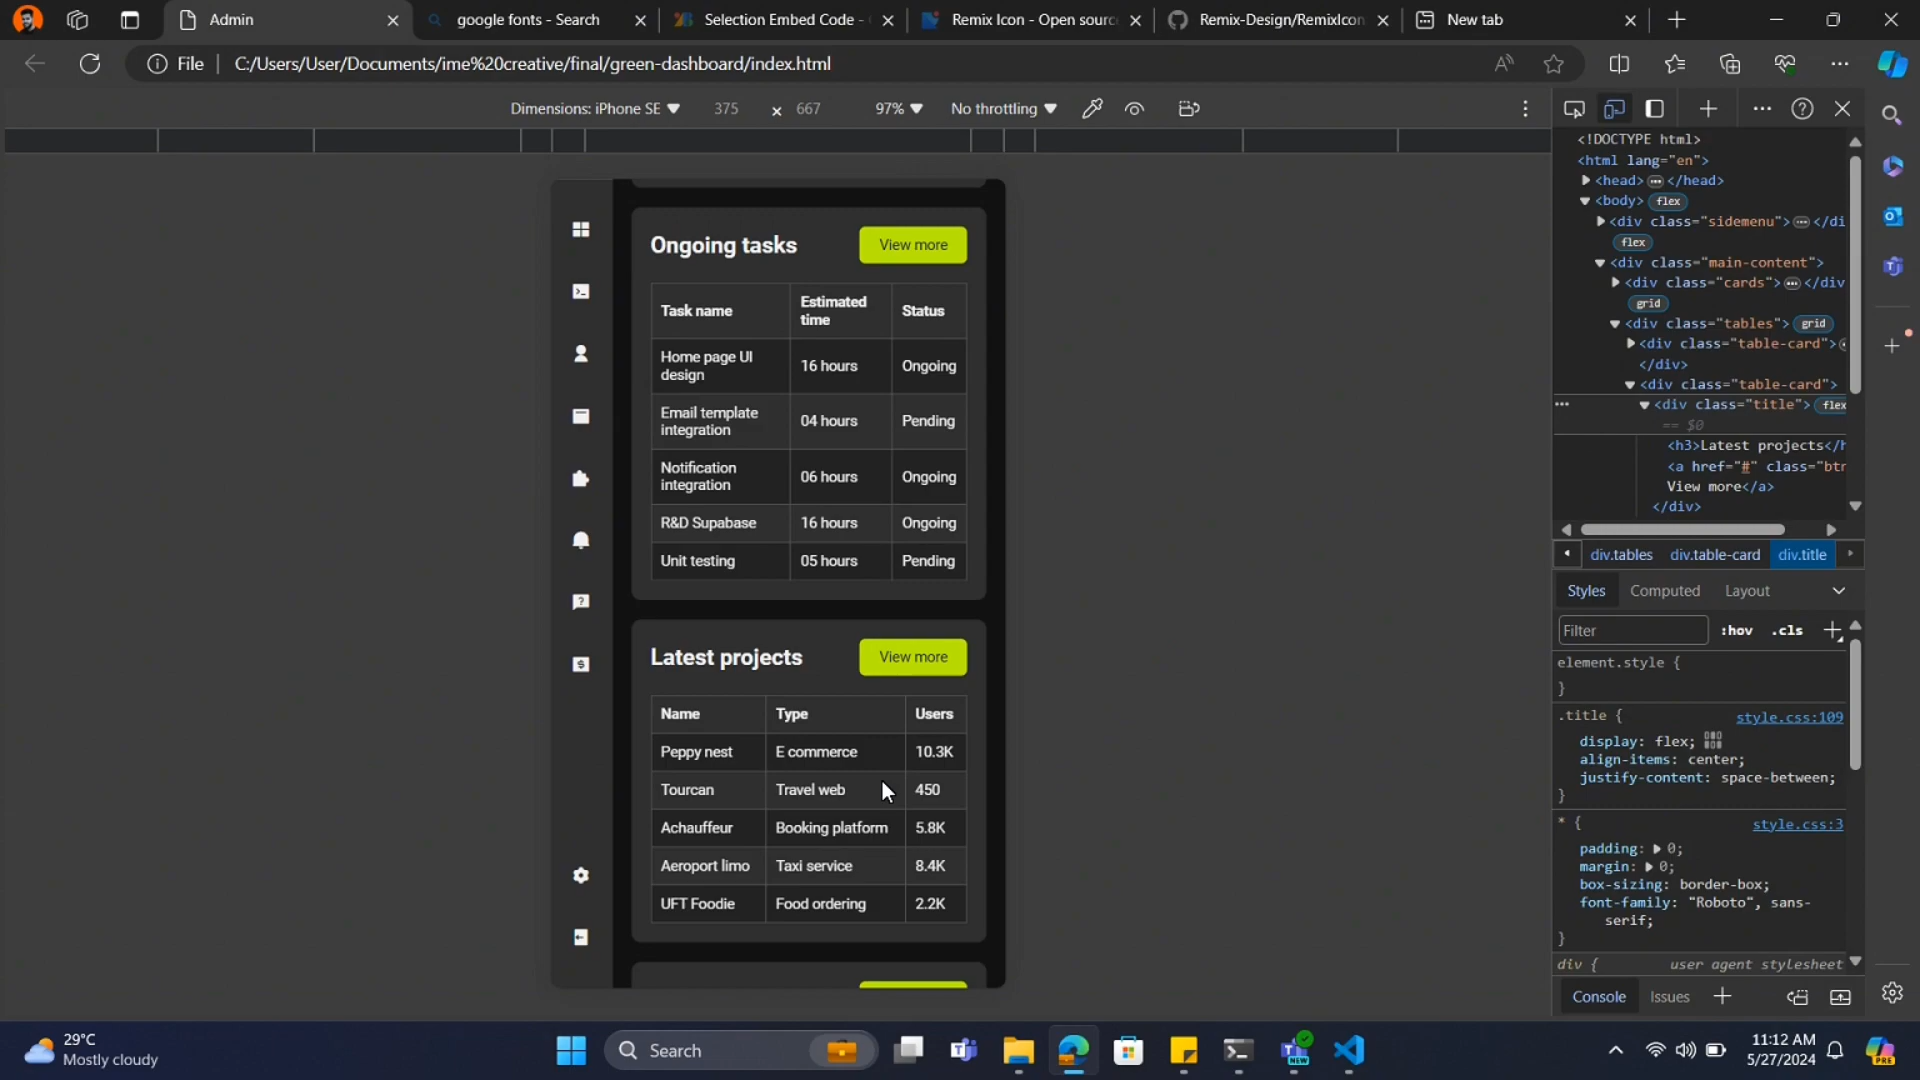 Admin
google fonts - Search
Selection Embed Code -
Remix Icon - Open sourc
Remix-Design/RemixIcon
New tab
File
C:/Users/User/Documents/ime%20creative/final/green-dashboard/index.html
Dimensions: iPhone SE 375 x 667 97% No throttling
Ongoing tasks
View more
Task name Estimated time Status
Home page UI design 16 hours Ongoing
Email template integration 04 hours Pending
Notification integration 06 hours Ongoing
R&D Supabase 16 hours Ongoing
Unit testing 05 hours Pending
Latest projects
View more
Name Type Users
Peppy nest E commerce 10.3K
Tourcan Travel web 450
Achauffeur Booking platform 5.8K
Aeroport limo Taxi service 8.4K
UFT Foodie Food ordering 2.2K
<!DOCTYPE html>
<html lang="en">
<head> </head>
<body> flex
<div class="sidemenu"> </di
flex
<div class="main-content">
<div class="cards"> </div
grid
<div class="tables"> grid
<div class="table-card">
</div>
<div class="table-card">
<div class="title"> flex
== $0
<h3>Latest projects</h
<a href="#" class="btn
View more</a>
</div>
div.tables div.table-card div.title
Styles Computed Layout
Filter :hov .cls
element.style {
}
.title { style.css:109
display: flex;
align-items: center;
justify-content: space-between;
}
* { style.css:3
padding: 0;
margin: 0;
box-sizing: border-box;
font-family: "Roboto", sans-
serif;
}
div { user agent stylesheet
Console Issues
29°C
Mostly cloudy
Search
NEW
11:12 AM
5/27/2024
PRE